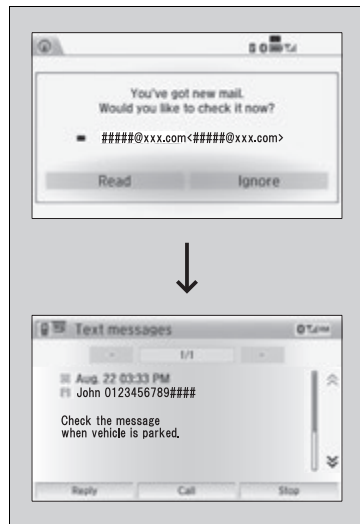 You've got new mail.
Would you like to check it now?
#####@xxx.com<#####@xxx.com>
Read Ignore
Text messages
1/1
Aug. 22 03:33 PM
John 0123456789####
Check the message
when vehicle is parked.
Reply Call Stop